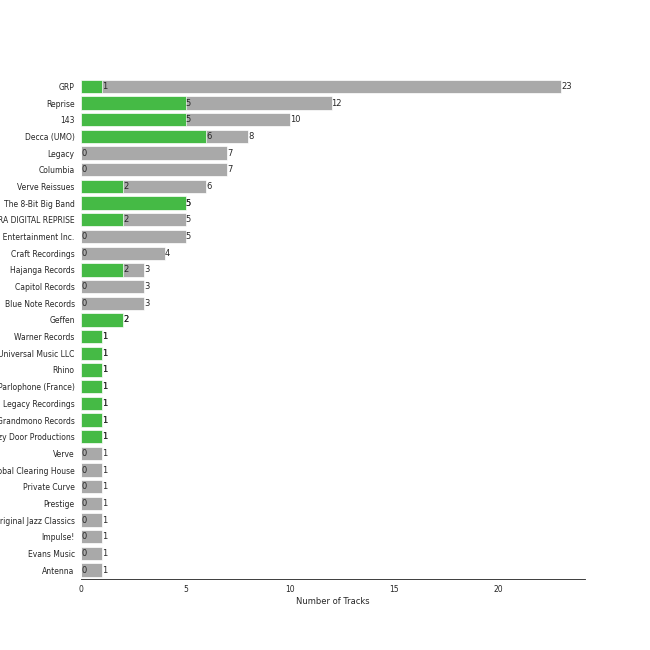 GRP 1 23
Reprise 5 12
143 5 10
Decca (UMO) 6 8
Legacy 0 7
Columbia 0 7
Verve Reissues 2 6
The 8-Bit Big Band 5
DIGITAL REPRISE 2 5
Entertainment Inc. 0 5
Craft Recordings 0 4
Hajanga Records 2 3
Capitol Records 0 3
Blue Note Records 0 3
Geffen 2
Warner Records 1
Universal Music LLC 1
Rhino 1
Parlophone (France) 1
Legacy Recordings 1
Grandmono Records 1
Door Productions 1
Verve 0 1
Clearing House 0 1
Private Curve 0 1
Prestige 0 1
Jazz Classics 0 1
Impulse! 0 1
Evans Music 0 1
Antenna 0 1
0 5 10 15 20
Number of Tracks